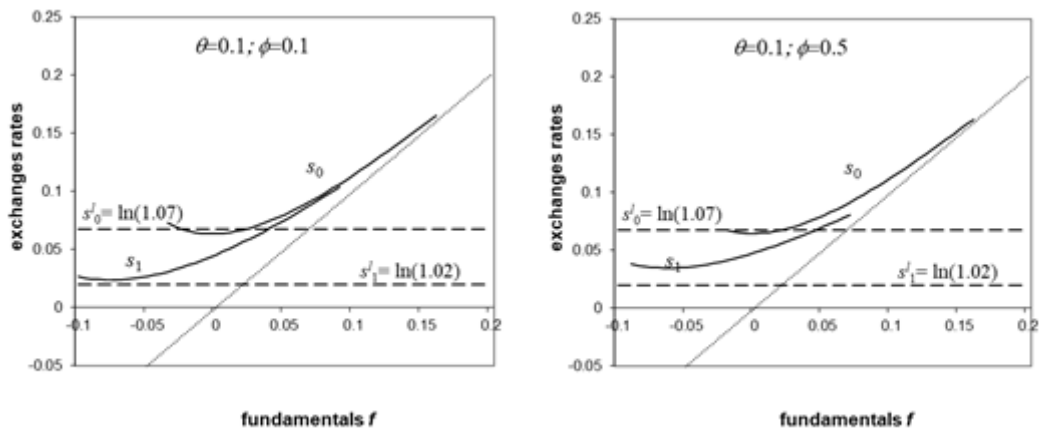 0.25
θ=0.1; ϕ=0.1
0.2
0.15
s₀
0.1
sˡ₀= ln(1.07)
0.05
s₁
sˡ₁= ln(1.02)
0
-0.1 -0.05 0 0.05 0.1 0.15 0.2
-0.05
exchanges rates
fundamentals f
0.25
θ=0.1; ϕ=0.5
0.2
0.15
s₀
0.1
sˡ₀= ln(1.07)
0.05
s₁
sˡ₁= ln(1.02)
0
-0.1 -0.05 0 0.05 0.1 0.15 0.2
-0.05
exchanges rates
fundamentals f